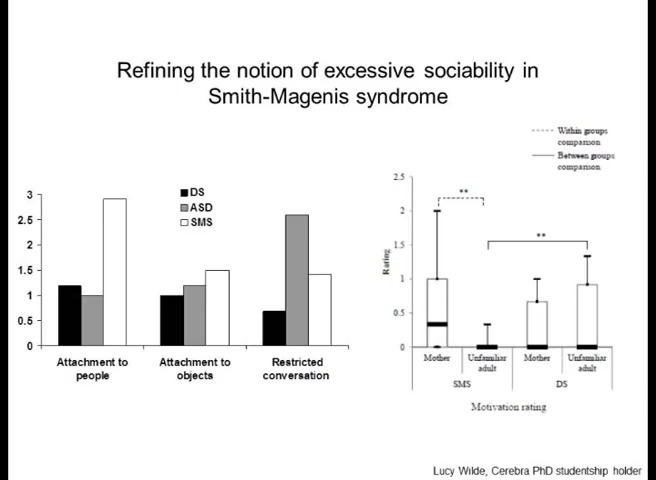 Refining the notion of excessive sociability in
Smith-Magenis syndrome
3
2.5
2
1.5
1
0.5
0
DS
ASD
SMS
Attachment to
people
Attachment to
objects
Restricted
conversation
Within groups
comparison
Between groups
comparison
2.5
2
1.5
1
0.5
0
Rating
**
**
Mother
Unfamiliar
adult
Mother
Unfamiliar
adult
SMS
DS
Motivation rating
Lucy Wilde, Cerebra PhD studentship holder